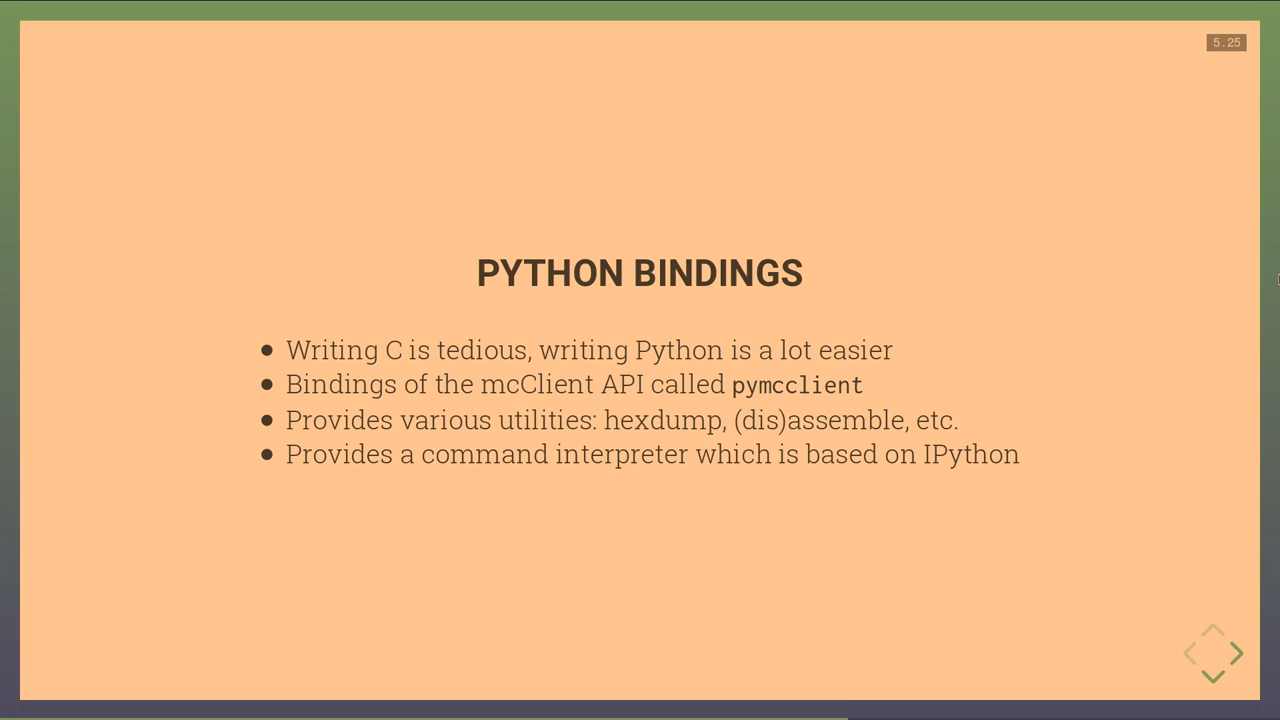 5.25
PYTHON BINDINGS
Writing C is tedious, writing Python is a lot easier
Bindings of the mcClient API called pymcclient
Provides various utilities: hexdump, (dis)assemble, etc.
Provides a command interpreter which is based on IPython